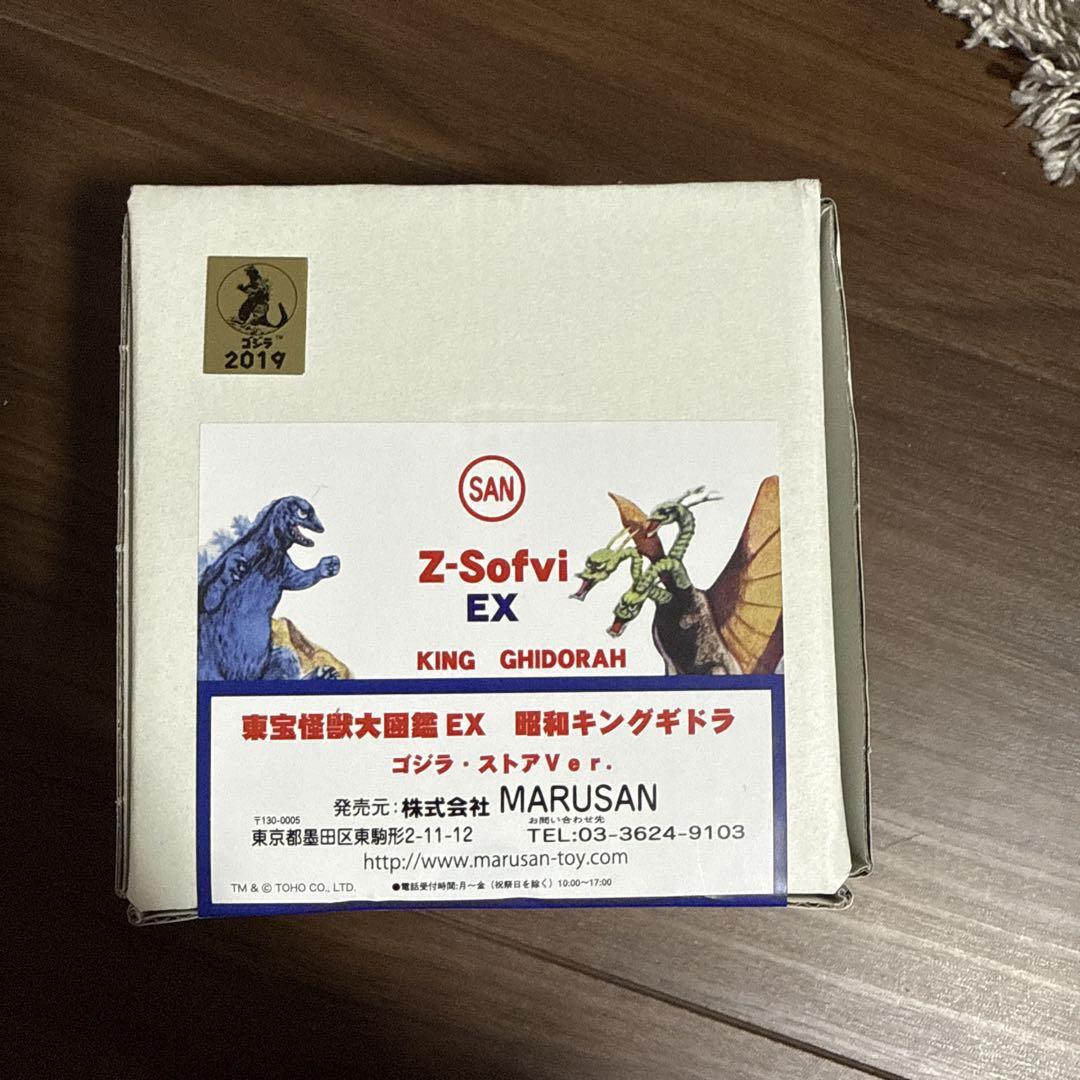 ゴジラ™
2019
SAN
Z-Sofvi
EX
KING GHIDORAH
東宝怪獣大図鑑EX 昭和キングギドラ
ゴジラ・ストアVer.
発売元:株式会社 MARUSAN
〒130-0005
お問い合わせ先
東京都墨田区東駒形2-11-12 TEL:03-3624-9103
http://www.marusan-toy.com
TM & © TOHO CO., LTD. ●電話受付時間:月〜金(祝祭日を除く)10:00〜17:00